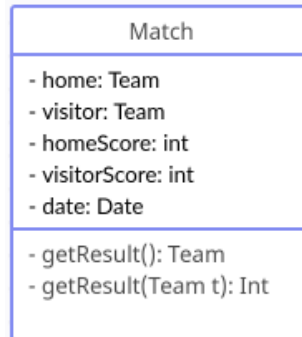 Match
- home: Team
- visitor: Team
- homeScore: int
- visitorScore: int
- date: Date
- getResult(): Team
- getResult(Team t): Int